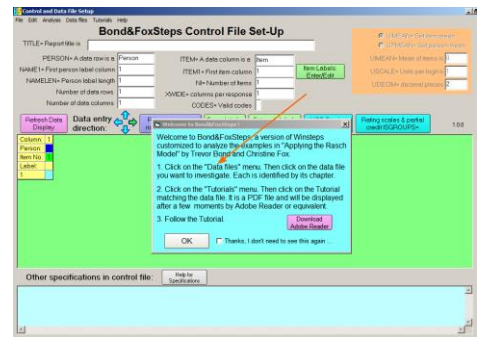 Control and Data File Setup
File Edit Analysis Data files Tutorials Help
Bond&FoxSteps Control File Set-Up
TITLE= Report title is
PERSON= A data row is a Person
ITEM= A data column is a Item
NAME1= First person label column 1
ITEM1= First item column 1
NAMELEN= Person label length 1
NI= Number of items 1
Number of data rows 1
XWIDE= columns per response 1
Number of data columns 1
CODES= Valid codes
Item Labels:
Enter/Edit
UIMEAN= Set item mean
UPMEAN= Set person mean
UIMEAN= Mean of items is 0
USCALE= Units per logit is
UDECIM= decimal places 2
Refresh Data
Display
Data entry
direction:
Rating scales & partial
credit ISGROUPS=
1.0.0
Column 1
Person
Item No 1
Label
1
Welcome to Bond&FoxSteps!
Welcome to Bond&FoxSteps, a version of Winsteps
customized to analyze the examples in "Applying the Rasch
Model" by Trevor Bond and Christine Fox.
1. Click on the "Data files" menu. Then click on the data file
you want to investigate. Each is identified by its chapter.
2. Click on the "Tutorials" menu. Then click on the Tutorial
matching the data file. It is a PDF file and will be displayed
after a few moments by Adobe Reader or equivalent.
3. Follow the Tutorial.
Download
Adobe Reader
OK
Thanks, I don't need to see this again ...
Other specifications in control file:
Help for
Specifications